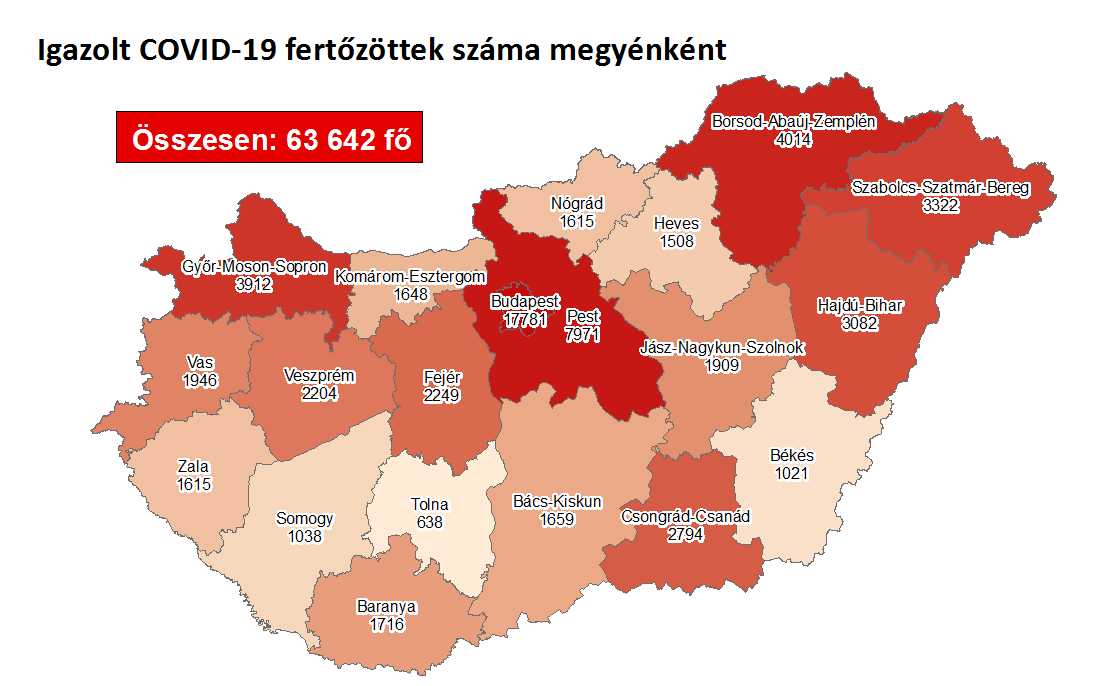 Igazolt COVID-19 fertőzöttek száma megyénként
Összesen: 63 642 fő
Borsod-Abaúj-Zemplén
4014
Szabolcs-Szatmár-Bereg
3322
Nógrád
1615
Heves
1508
Győr-Moson-Sopron
3912
Komárom-Esztergom
1648
Budapest
17781
Pest
7971
Hajdú-Bihar
3082
Jász-Nagykun-Szolnok
1909
Vas
1946
Veszprém
2204
Fejér
2249
Zala
1615
Békés
1021
Somogy
1038
Tolna
638
Bács-Kiskun
1659
Csongrád-Csanád
2794
Baranya
1716